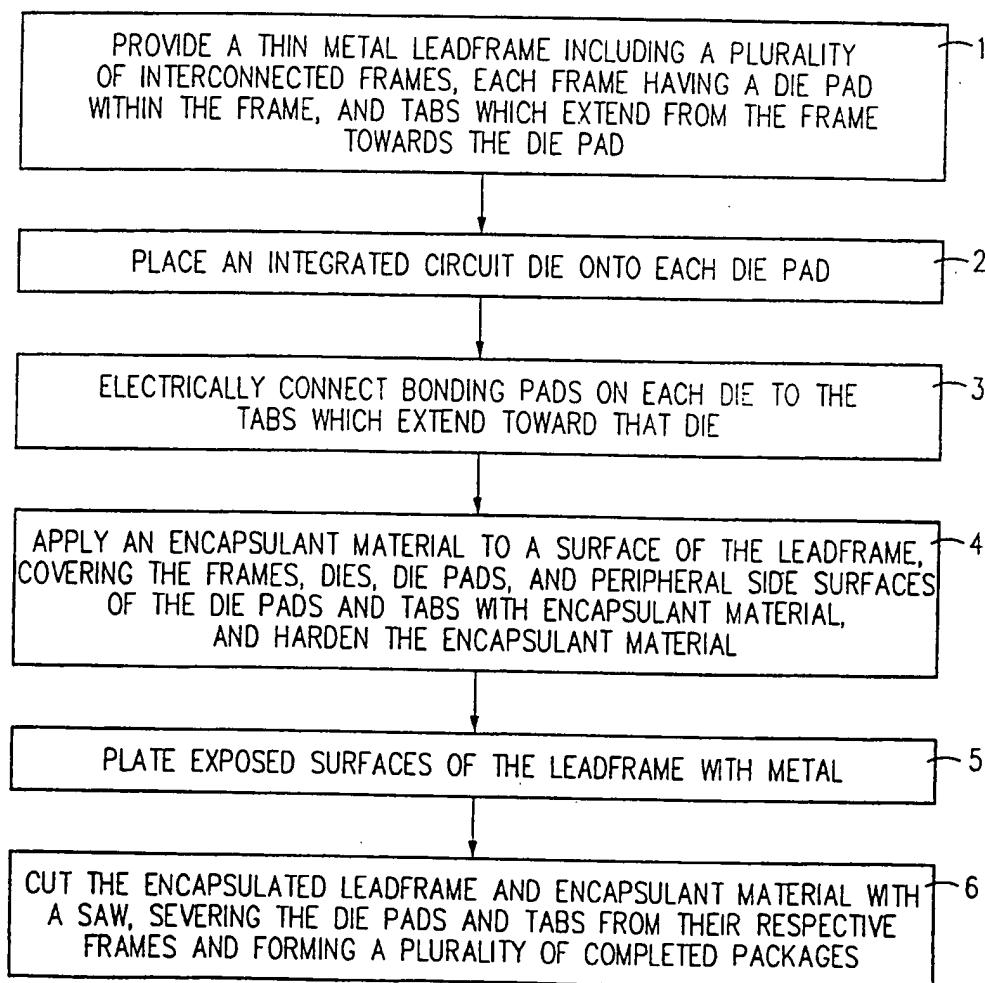 PROVIDE A THIN METAL LEADFRAME INCLUDING A PLURALITY
OF INTERCONNECTED FRAMES, EACH FRAME HAVING A DIE PAD
WITHIN THE FRAME, AND TABS WHICH EXTEND FROM THE FRAME
TOWARDS THE DIE PAD
1
PLACE AN INTEGRATED CIRCUIT DIE ONTO EACH DIE PAD
2
ELECTRICALLY CONNECT BONDING PADS ON EACH DIE TO THE
TABS WHICH EXTEND TOWARD THAT DIE
3
APPLY AN ENCAPSULANT MATERIAL TO A SURFACE OF THE LEADFRAME,
COVERING THE FRAMES, DIES, DIE PADS, AND PERIPHERAL SIDE SURFACES
OF THE DIE PADS AND TABS WITH ENCAPSULANT MATERIAL,
AND HARDEN THE ENCAPSULANT MATERIAL
4
PLATE EXPOSED SURFACES OF THE LEADFRAME WITH METAL
5
CUT THE ENCAPSULATED LEADFRAME AND ENCAPSULANT MATERIAL WITH
A SAW, SEVERING THE DIE PADS AND TABS FROM THEIR RESPECTIVE
FRAMES AND FORMING A PLURALITY OF COMPLETED PACKAGES
6